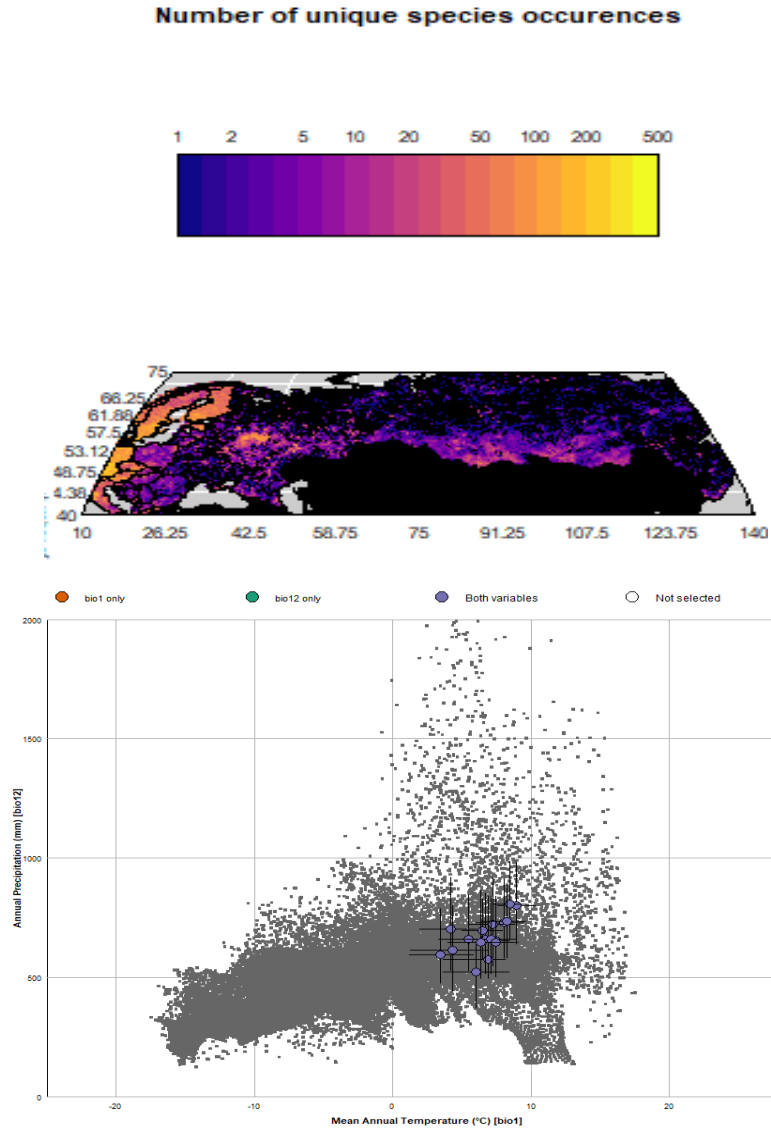 Number of unique species occurences
1 2 5 10 20 50 100 200 500
75
66.25
61.88
57.5
53.12
48.75
4.38
40
10 26.25 42.5 58.75 75 91.25 107.5 123.75 140
bio1 only bio12 only Both variables Not selected
2000
1500
1000
500
0
Annual Precipitation (mm) [bio12]
-20 -10 0 10 20
Mean Annual Temperature (°C) [bio1]